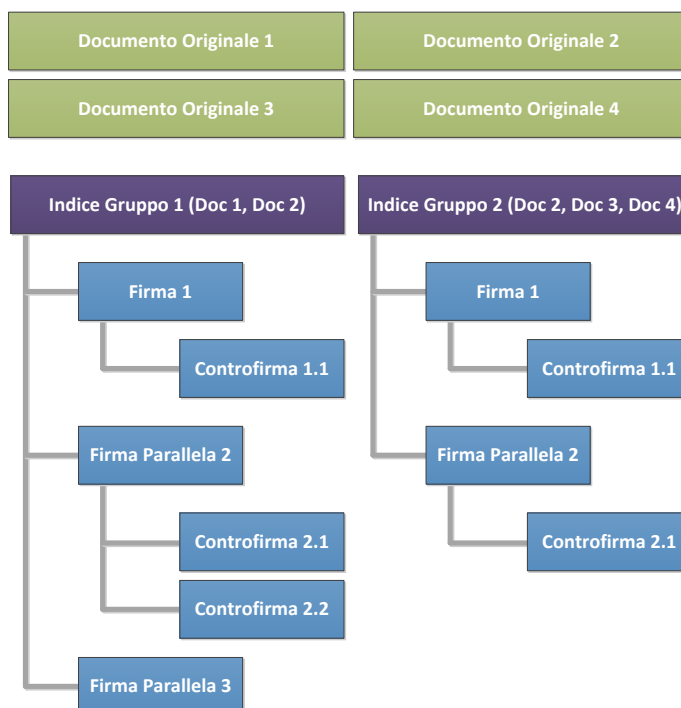 Documento Originale 1
Documento Originale 2
Documento Originale 3
Documento Originale 4
Indice Gruppo 1 (Doc 1, Doc 2)
Firma 1
Controfirma 1.1
Firma Parallela 2
Controfirma 2.1
Controfirma 2.2
Firma Parallela 3
Indice Gruppo 2 (Doc 2, Doc 3, Doc 4)
Firma 1
Controfirma 1.1
Firma Parallela 2
Controfirma 2.1